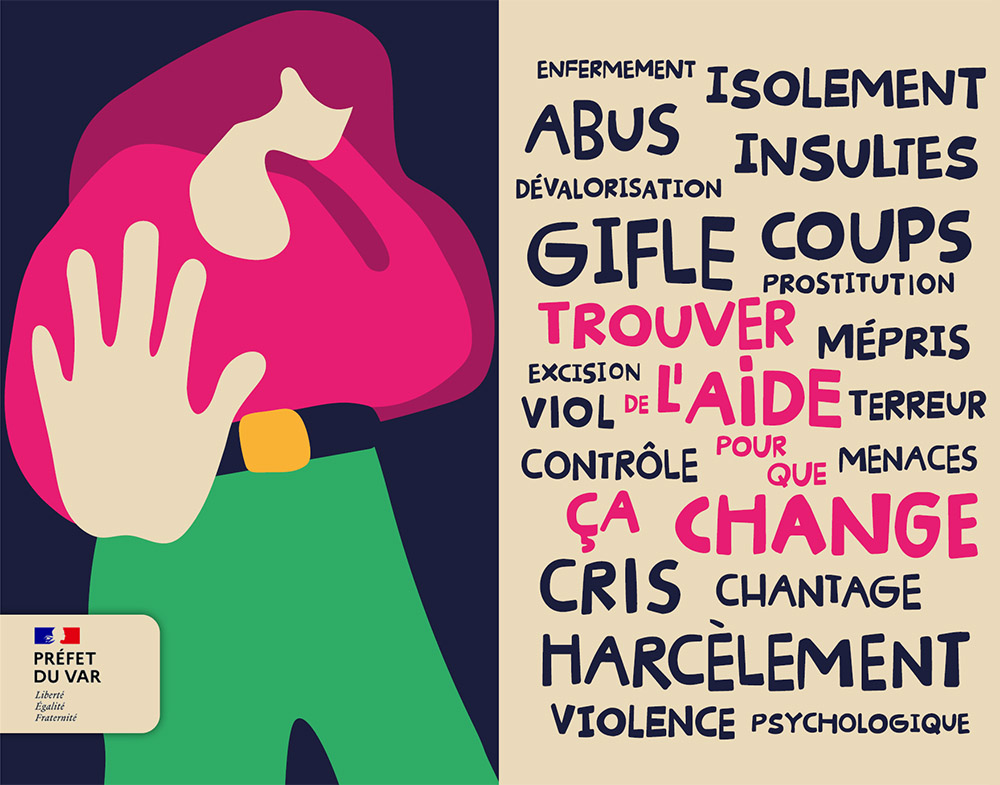 PRÉFET
DU VAR
Liberté
Égalité
Fraternité
ENFERMEMENT
ISOLEMENT
ABUS
INSULTES
DÉVALORISATION
GIFLE
COUPS
PROSTITUTION
TROUVER
MÉPRIS
EXCISION
VIOL
DE L'AIDE
TERREUR
CONTRÔLE
POUR
QUE
MENACES
ÇA CHANGE
CRIS
CHANTAGE
HARCÈLEMENT
VIOLENCE PSYCHOLOGIQUE